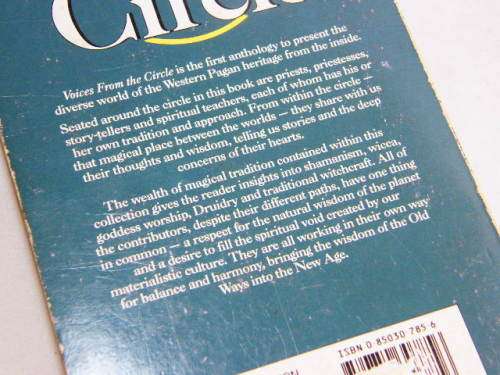 Circle
Voices From the Circle is the first anthology to present the
diverse world of the Western Pagan heritage from the inside.
Seated around the circle in this book are priests, priestesses,
story-tellers and spiritual teachers, each of whom has his or
her own tradition and approach. From within the circle —
that magical place between the worlds — they share with us
their thoughts and wisdom, telling us stories and the deep
concerns of their hearts.
The wealth of magical tradition contained within this
collection gives the reader insights into shamanism, wicca,
goddess worship, Druidry and traditional witchcraft. All of
the contributors, despite their different paths, have one thing
in common — a respect for the natural wisdom of the planet
and a desire to fill the spiritual void created by our
materialistic culture. They are all working in their own way
for balance and harmony, bringing the wisdom of the Old
Ways into the New Age.
ISBN 0-85030 785 6